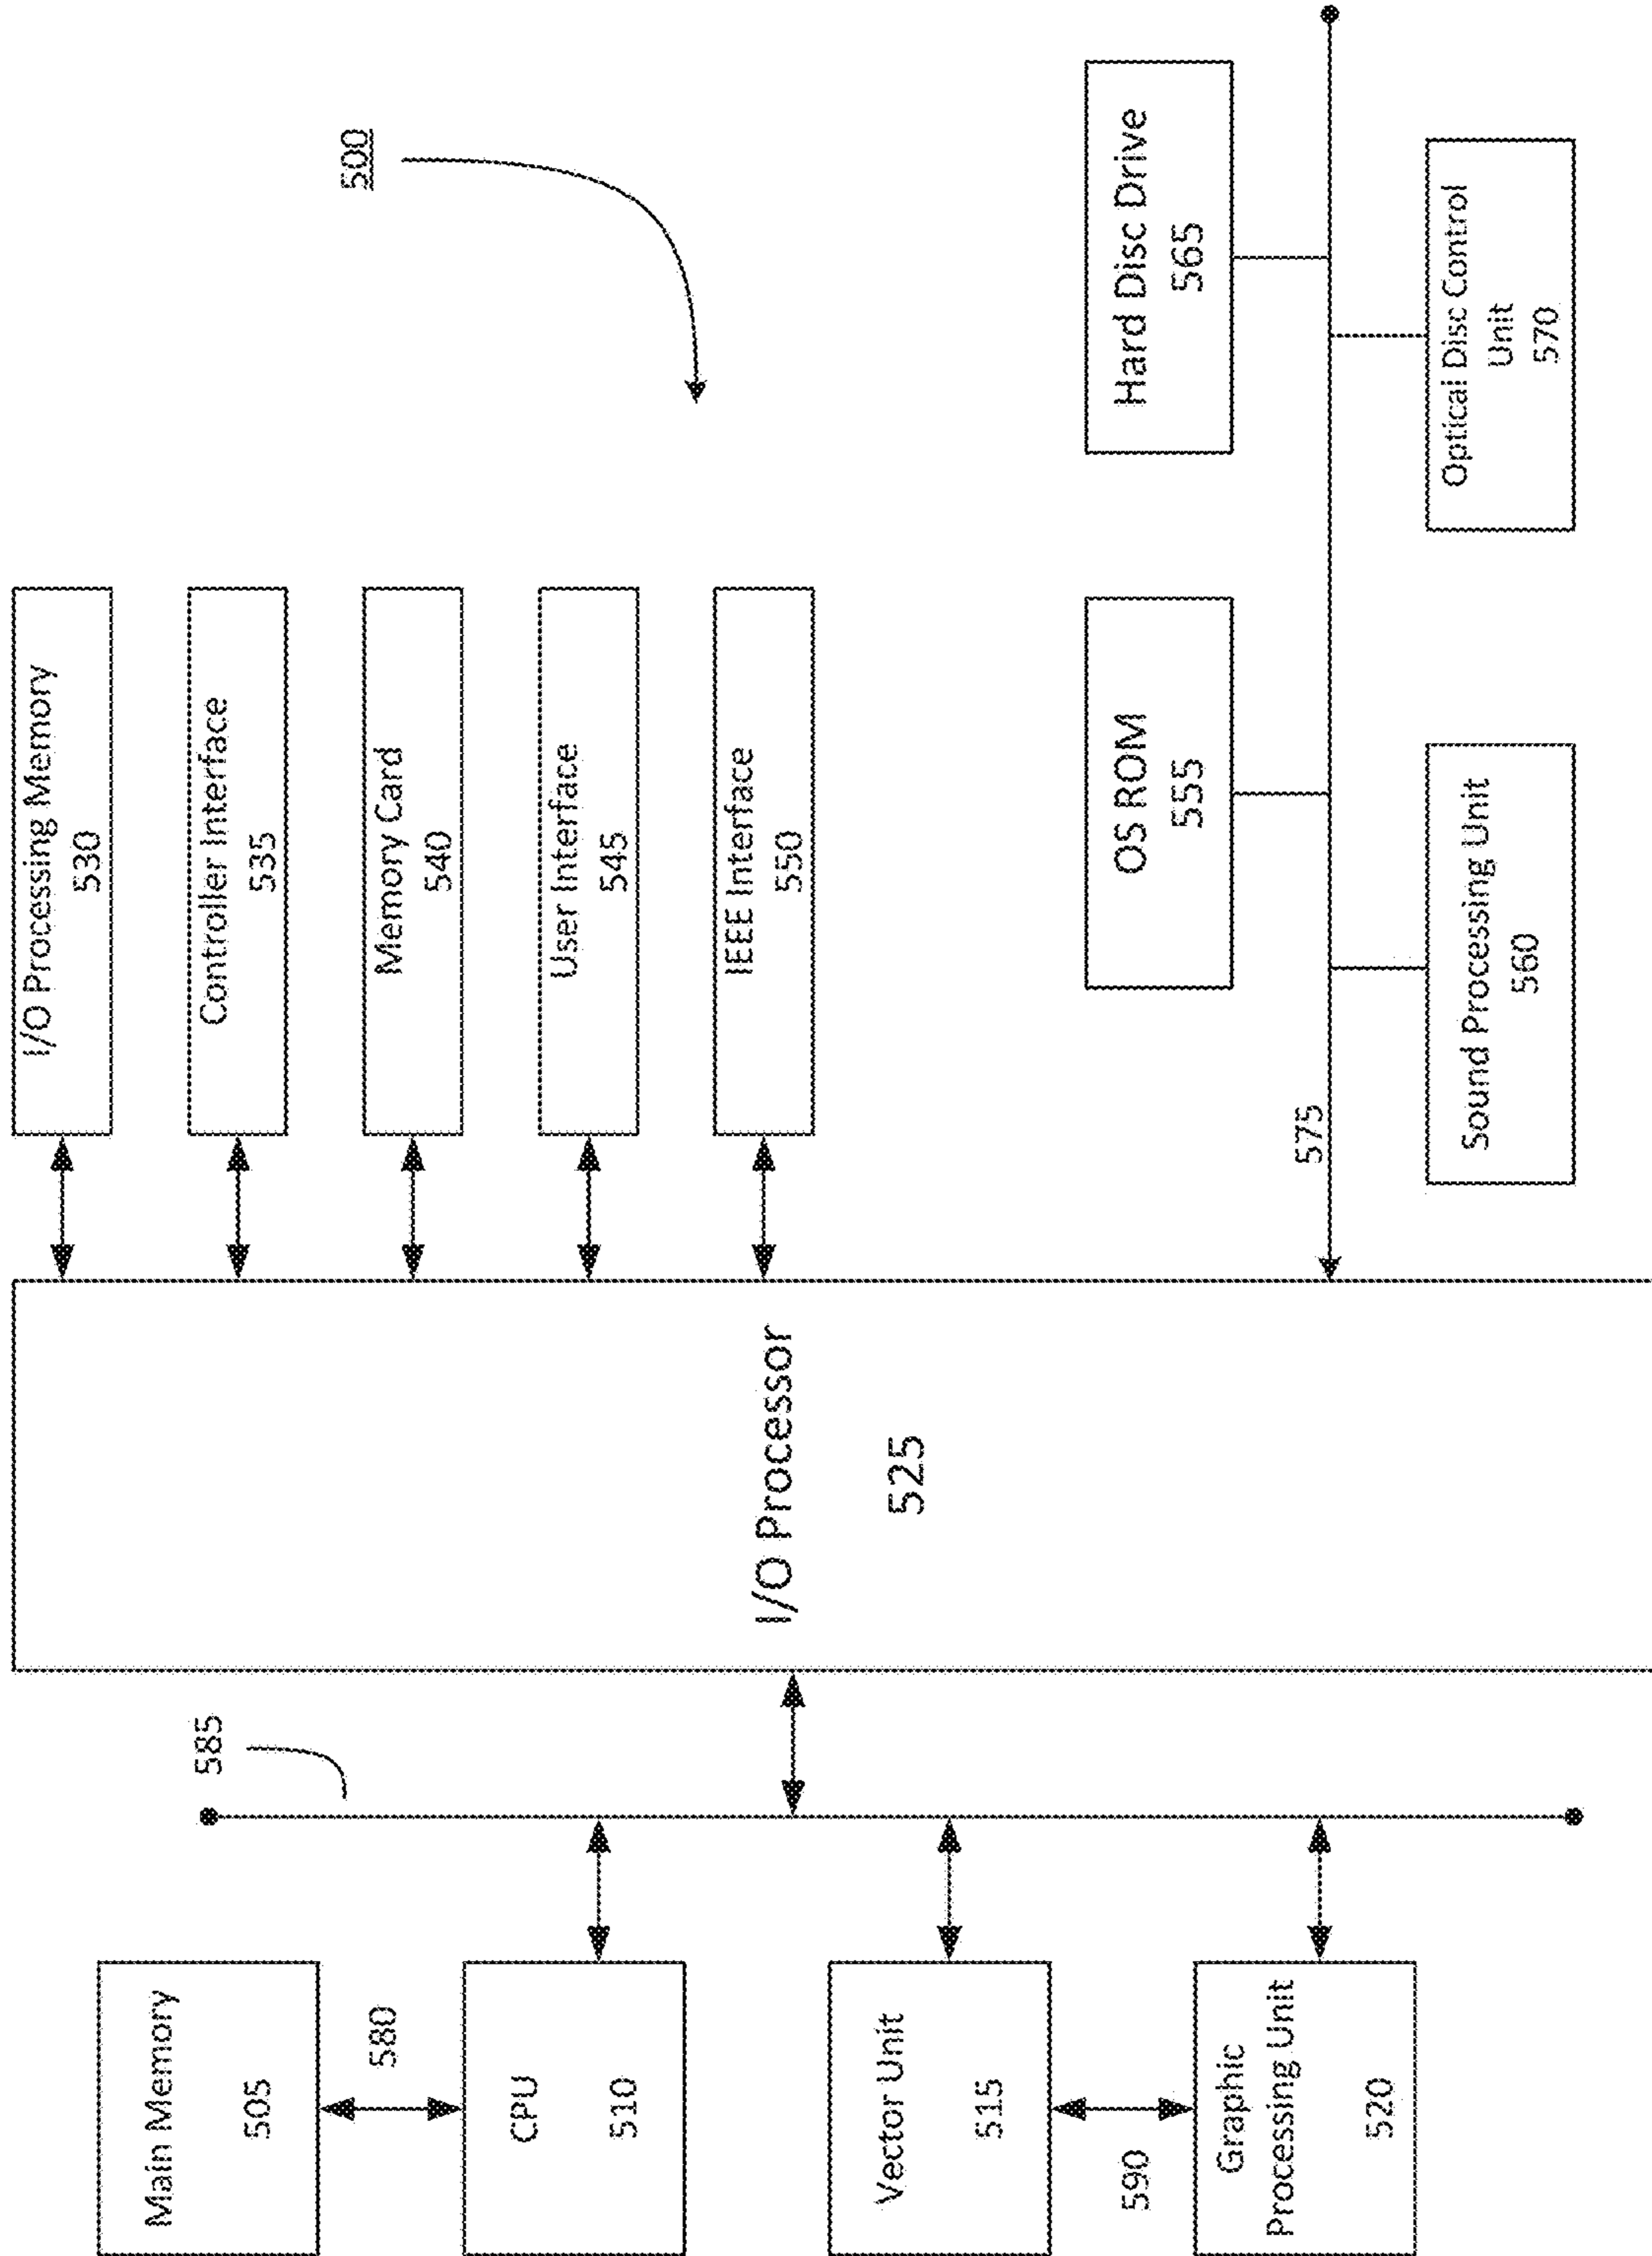 500
I/O Processing Memory
530
Controller Interface
535
Memory Card
540
User Interface
545
IEEE Interface
550
Main Memory
505
580
CPU
510
585
I/O Processor
525
Vector Unit
515
590
Graphic
Processing Unit
520
OS ROM
555
Hard Disc Drive
565
575
Sound Processing Unit
560
Optical Disc Control
Unit
570